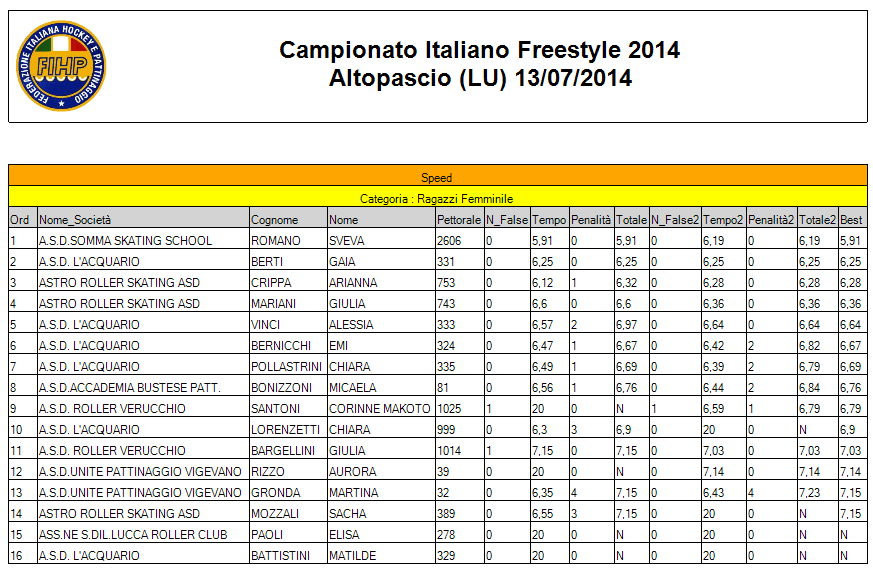 FEDERAZIONE ITALIANA HOCKEY E PATTINAGGIO
FIHP
Campionato Italiano Freestyle 2014
Altopascio (LU) 13/07/2014
Speed
Categoria : Ragazzi Femminile
Ord Nome_Società Cognome Nome Pettorale N_False Tempo Penalità Totale N_False2 Tempo2 Penalità2 Totale2 Best
1 A.S.D.SOMMA SKATING SCHOOL ROMANO SVEVA 2606 0 5,91 0 5,91 0 6,19 0 6,19 5,91
2 A.S.D. L'ACQUARIO BERTI GAIA 331 0 6,25 0 6,25 0 6,25 0 6,25 6,25
3 ASTRO ROLLER SKATING ASD CRIPPA ARIANNA 753 0 6,12 1 6,32 0 6,28 0 6,28 6,28
4 ASTRO ROLLER SKATING ASD MARIANI GIULIA 743 0 6,6 0 6,6 0 6,36 0 6,36 6,36
5 A.S.D. L'ACQUARIO VINCI ALESSIA 333 0 6,57 2 6,97 0 6,64 0 6,64 6,64
6 A.S.D. L'ACQUARIO BERNICCHI EMI 324 0 6,47 1 6,67 0 6,42 2 6,82 6,67
7 A.S.D. L'ACQUARIO POLLASTRINI CHIARA 335 0 6,49 1 6,69 0 6,39 2 6,79 6,69
8 A.S.D.ACCADEMIA BUSTESE PATT. BONIZZONI MICAELA 81 0 6,56 1 6,76 0 6,44 2 6,84 6,76
9 A.S.D. ROLLER VERUCCHIO SANTONI CORINNE MAKOTO 1025 1 20 0 N 1 6,59 1 6,79 6,79
10 A.S.D. L'ACQUARIO LORENZETTI CHIARA 999 0 6,3 3 6,9 0 20 0 N 6,9
11 A.S.D. ROLLER VERUCCHIO BARGELLINI GIULIA 1014 1 7,15 0 7,15 0 7,03 0 7,03 7,03
12 A.S.D.UNITE PATTINAGGIO VIGEVANO RIZZO AURORA 39 0 20 0 N 0 7,14 0 7,14 7,14
13 A.S.D.UNITE PATTINAGGIO VIGEVANO GRONDA MARTINA 32 0 6,35 4 7,15 0 6,43 4 7,23 7,15
14 ASTRO ROLLER SKATING ASD MOZZALI SACHA 389 0 6,55 3 7,15 0 20 0 N 7,15
15 ASS.NE S.DIL.LUCCA ROLLER CLUB PAOLI ELISA 278 0 20 0 N 0 20 0 N N
16 A.S.D. L'ACQUARIO BATTISTINI MATILDE 329 0 20 0 N 0 20 0 N N